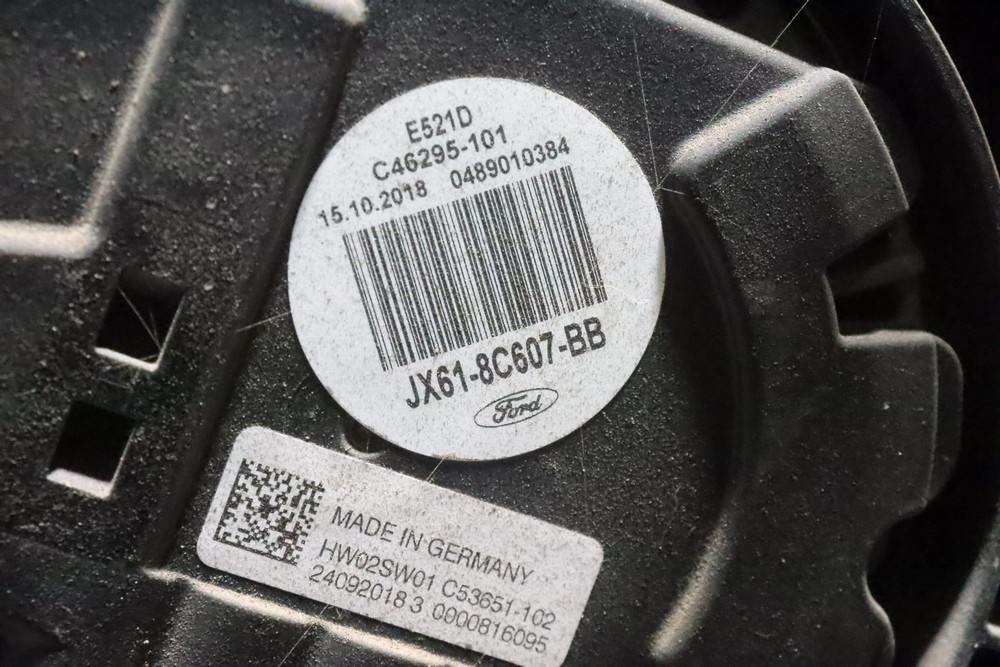 E521D
C46295-101
15.10.2018 0489010384
JX61-8C607-BB
Ford
MADE IN GERMANY
HW02SW01 C53651-102
24092018 3 0000816095